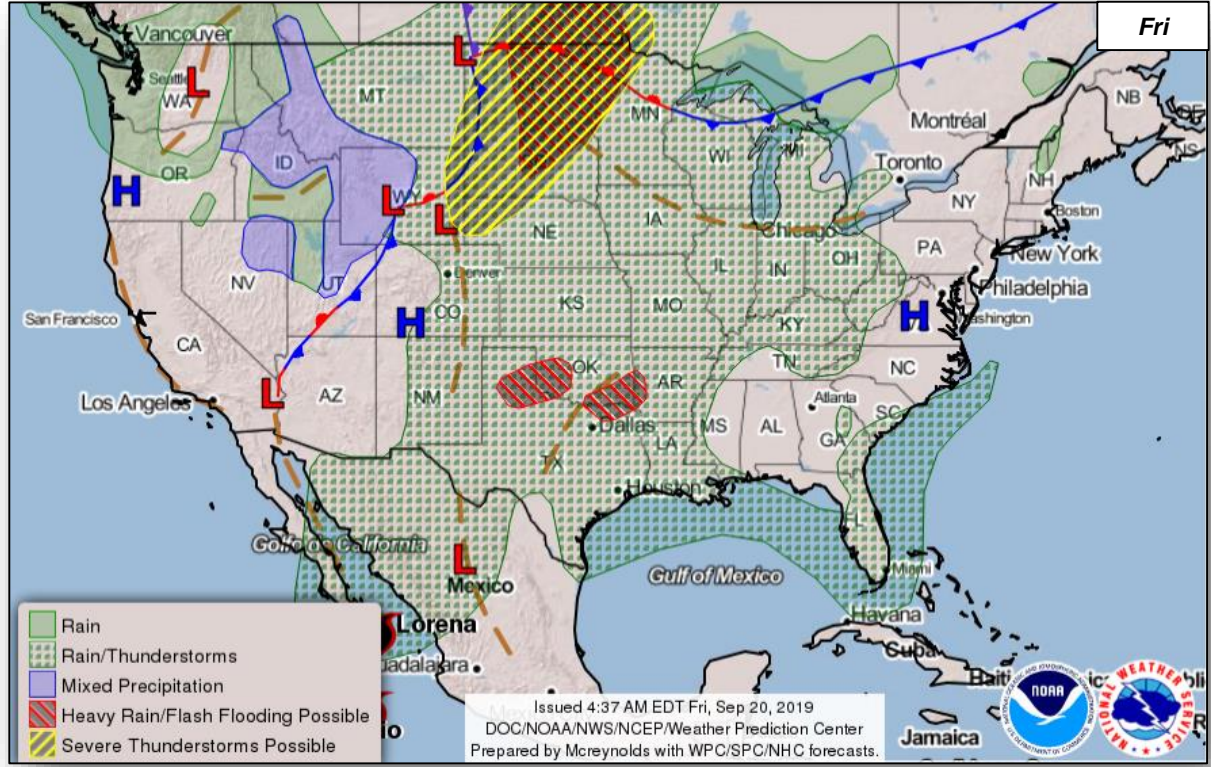 Fri
Vancouver
Seattle
WA
MT
MN
NB
Montréal
OR
ID
WI
MI
Toronto
NS
NH
WY
NY
Boston
IA
NE
Chicago
PA
New York
NV
UT
Denver
IL
IN
OH
Philadelphia
San Francisco
CO
KS
MO
KY
Washington
CA
TN
NC
AZ
NM
OK
AR
Los Angeles
Atlanta
SC
Dallas
MS
AL
GA
LA
TX
Houston
FL
Golfo de California
Gulf of Mexico
Miami
Mexico
Havana
Lorena
Cuba
Haiti
Jamaica
L
L
L
L
L
L
H
H
H
Rain
Rain/Thunderstorms
Mixed Precipitation
Heavy Rain/Flash Flooding Possible
Severe Thunderstorms Possible
Issued 4:37 AM EDT Fri, Sep 20, 2019
DOC/NOAA/NWS/NCEP/Weather Prediction Center
Prepared by Mcreynolds with WPC/SPC/NHC forecasts.
NOAA
NATIONAL WEATHER SERVICE